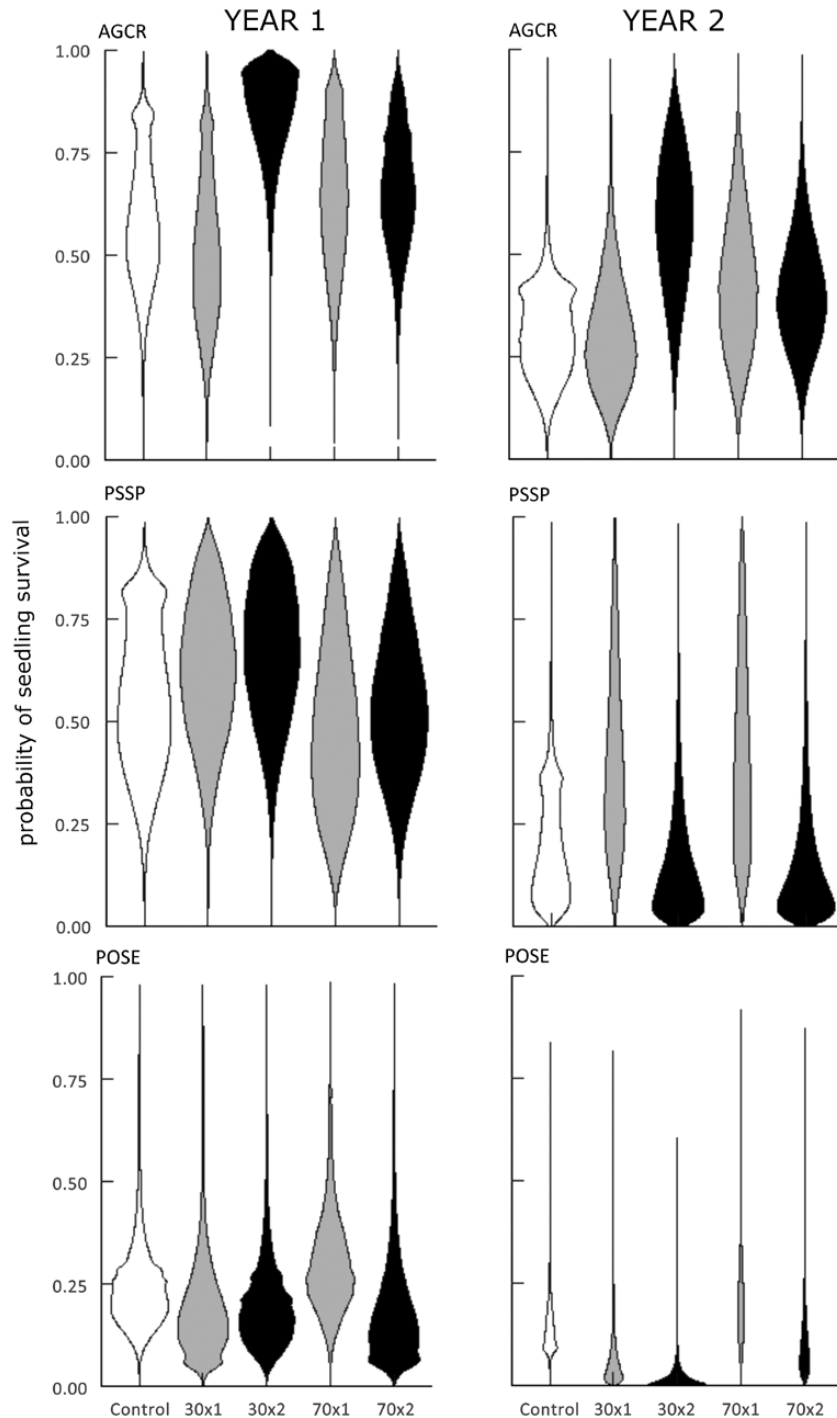 YEAR 1 YEAR 2
AGCR AGCR
1.00
0.75
0.50
0.25
0.00
PSSP PSSP
probability of seedling survival
1.00
0.75
0.50
0.25
0.00
POSE POSE
1.00
0.75
0.50
0.25
0.00
Control 30x1 30x2 70x1 70x2 Control 30x1 30x2 70x1 70x2